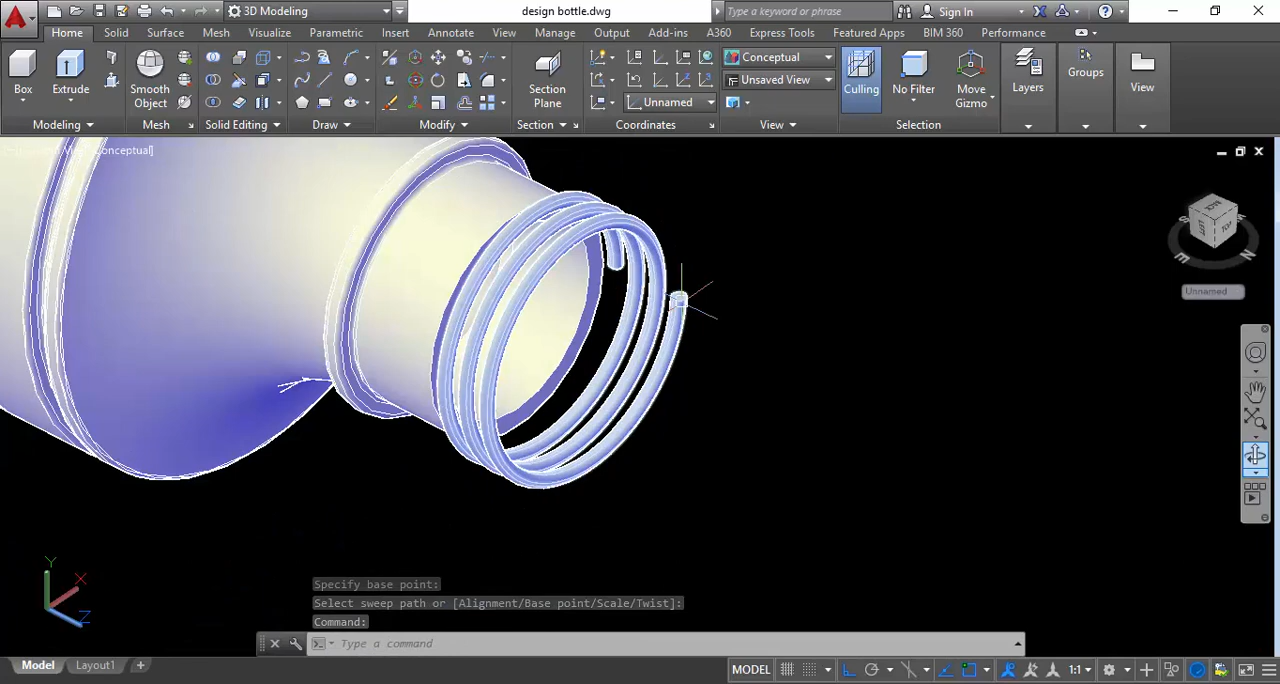 3D Modeling
design bottle.dwg
Type a keyword or phrase
Sign In
Home Solid Surface Mesh Visualize Parametric Insert Annotate View Manage Output Add-ins A360 Express Tools Featured Apps BIM 360 Performance
Box
Extrude
Smooth
Object
Section
Plane
Unnamed
Conceptual
Unsaved View
Culling
No Filter
Move
Gizmo
Layers
Groups
View
Modeling
Mesh
Solid Editing
Draw
Modify
Section
Coordinates
View
Selection
Conceptual]
BACK
LEFT
TOP
S
E
N
Unnamed
Y
X
Z
Specify base point:
Select sweep path or [Alignment/Base point/Scale/Twist]:
Command:
Type a command
Model
Layout1
MODEL
1:1